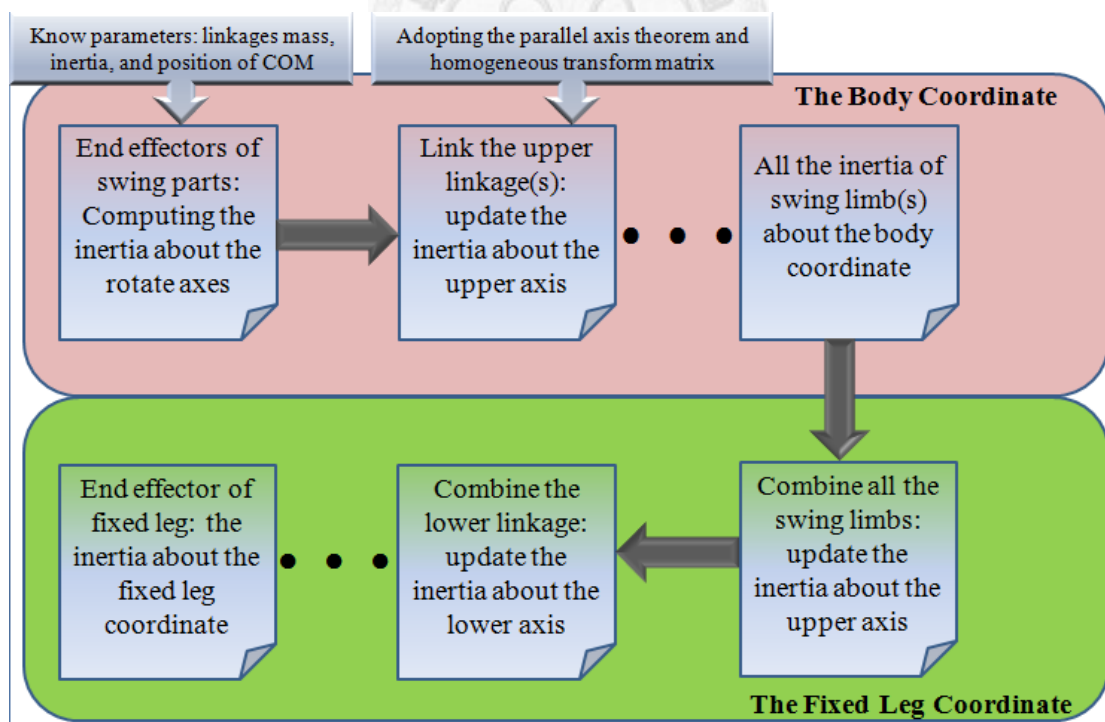 Know parameters: linkages mass,
inertia, and position of COM
Adopting the parallel axis theorem and
homogeneous transform matrix
The Body Coordinate
End effectors of
swing parts:
Computing the
inertia about the
rotate axes
Link the upper
linkage(s):
update the
inertia about the
upper axis
All the inertia of
swing limb(s)
about the body
coordinate
End effector of
fixed leg: the
inertia about the
fixed leg
coordinate
Combine the
lower linkage:
update the
inertia about the
lower axis
Combine all the
swing limbs:
update the
inertia about the
upper axis
The Fixed Leg Coordinate